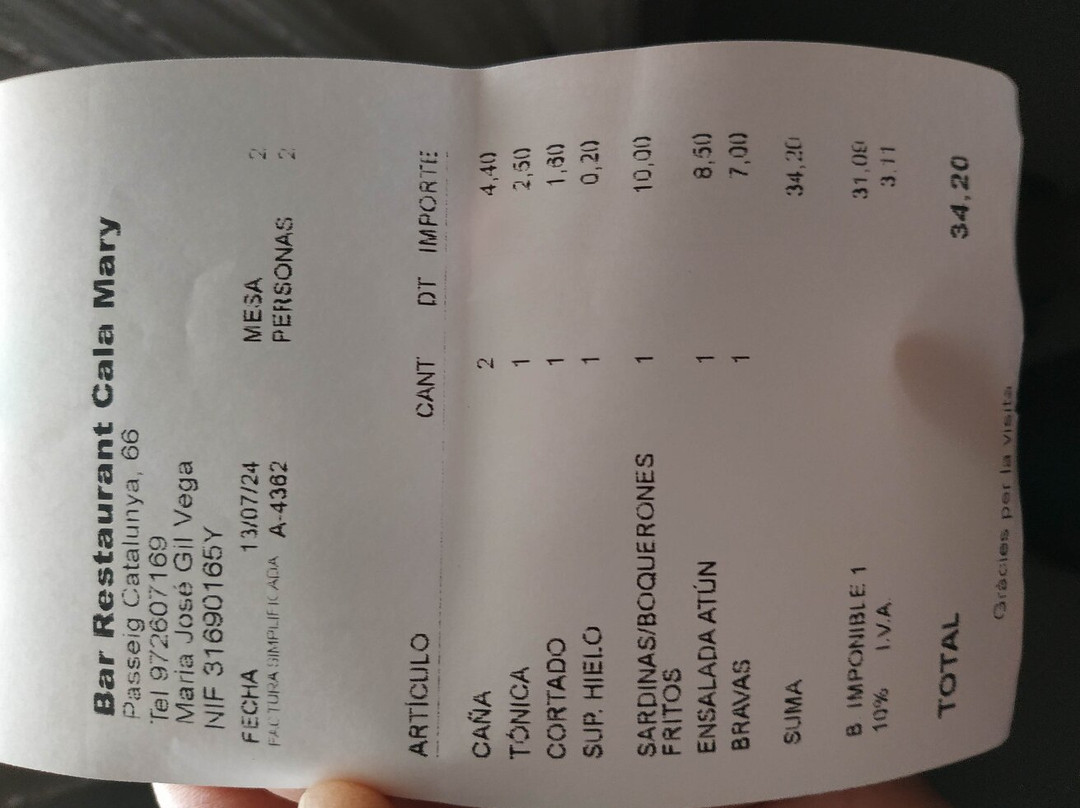 Bar Restaurant Cala Mary
Passeig Catalunya, 66
Tel 972607169
Maria José Gil Vega
NIF 31690165Y
FECHA 13/07/24 MESA 2
FACTURA SIMPLIFICADA A-4362 PERSONAS 2
ARTÍCULO CANT DT IMPORTE
CAÑA 2 4,40
TÓNICA 1 2,50
CORTADO 1 1,60
SUP. HIELO 1 0,20
SARDINAS/BOQUERONES 1 10,00
FRITOS
ENSALADA ATÚN 1 8,50
BRAVAS 1 7,00
SUMA 34,20
B. IMPONIBLE 1 31,09
10% I.V.A. 3,11
TOTAL 34,20
Gràcies per la visita